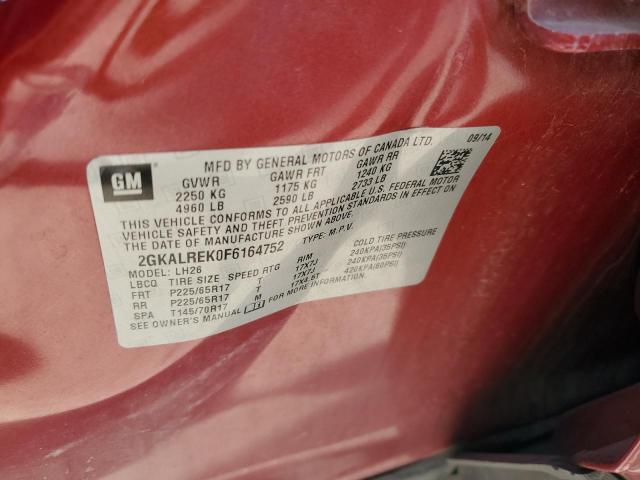 GM
MFD BY GENERAL MOTORS OF CANADA LTD. 09/14
GVWR GAWR FRT GAWR RR
2250 KG 1175 KG 1240 KG
4960 LB 2590 LB 2733 LB
THIS VEHICLE CONFORMS TO ALL APPLICABLE U.S. FEDERAL MOTOR
VEHICLE SAFETY AND THEFT PREVENTION STANDARDS IN EFFECT ON
THE DATE OF MANUFACTURE SHOWN ABOVE.
2GKALREK0F6164752 TYPE: M.P.V.
MODEL: LH26
LBCQ TIRE SIZE SPEED RTG RIM COLD TIRE PRESSURE
FRT P225/65R17 T 17X7J 240KPA(35PSI)
RR P225/65R17 T 17X7J 240KPA(35PSI)
SPA T145/70R17 M 17X4.5T 420KPA(60PSI)
SEE OWNER'S MANUAL FOR MORE INFORMATION.